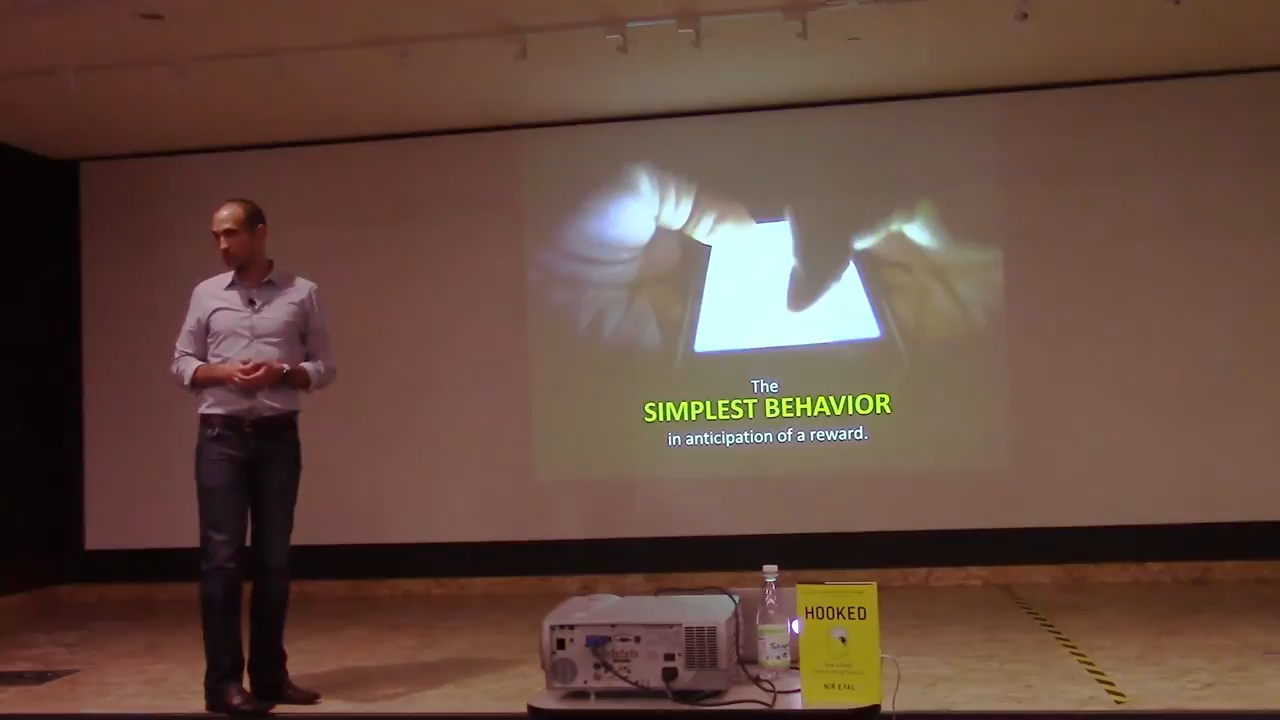 The
SIMPLEST BEHAVIOR
in anticipation of a reward.
HOOKED
NIR EYAL